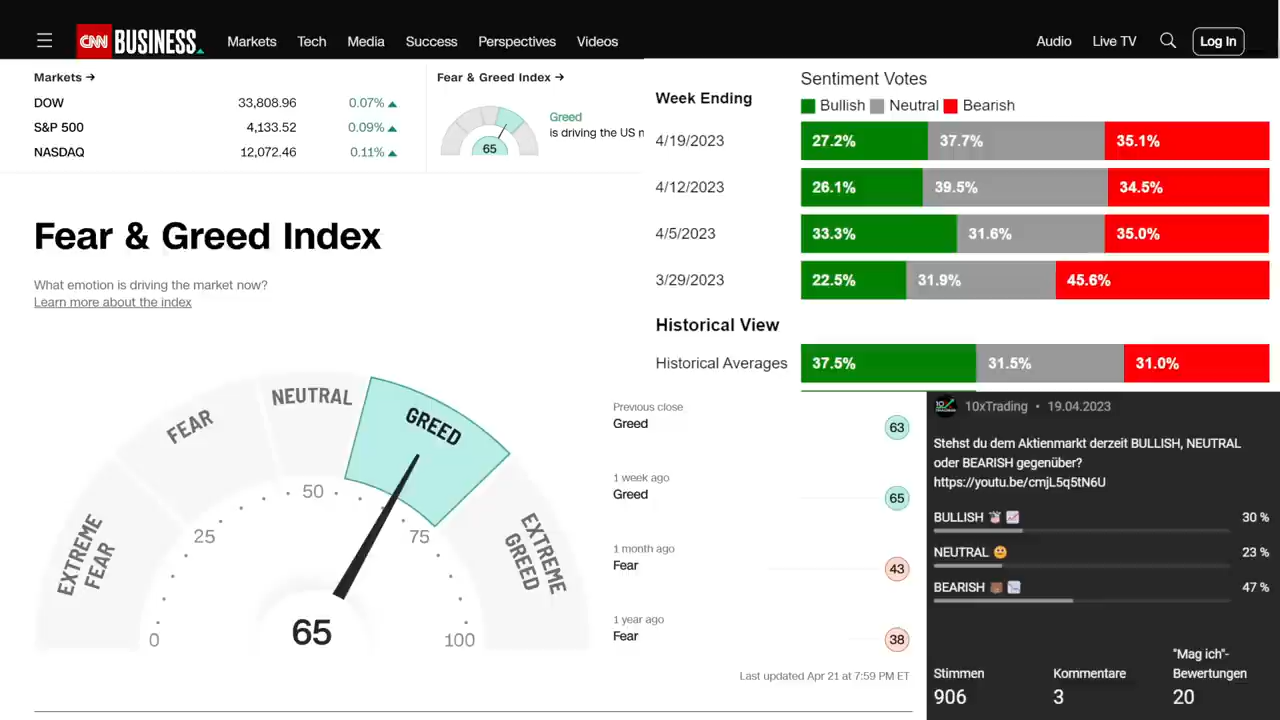 CNN BUSINESS Markets Tech Media Success Perspectives Videos Audio Live TV Log In
Markets →
DOW 33,808.96 0.07%
S&P 500 4,133.52 0.09%
NASDAQ 12,072.46 0.11%
Fear & Greed Index →
Greed
is driving the US
65
Sentiment Votes
Week Ending
Bullish Neutral Bearish
4/19/2023 27.2% 37.7% 35.1%
4/12/2023 26.1% 39.5% 34.5%
4/5/2023 33.3% 31.6% 35.0%
3/29/2023 22.5% 31.9% 45.6%
Historical View
Historical Averages 37.5% 31.5% 31.0%
Fear & Greed Index
What emotion is driving the market now?
Learn more about the index
EXTREME FEAR
FEAR
NEUTRAL
GREED
EXTREME GREED
0
25
50
75
100
65
Previous close
Greed 63
1 week ago
Greed 65
1 month ago
Fear 43
1 year ago
Fear 38
Last updated Apr 21 at 7:59 PM ET
10xTrading • 19.04.2023
Stehst du dem Aktienmarkt derzeit BULLISH, NEUTRAL
oder BEARISH gegenüber?
https://youtu.be/cmjL5q5tN6U
BULLISH 30 %
NEUTRAL 23 %
BEARISH 47 %
Stimmen
906
Kommentare
3
"Mag ich"-
Bewertungen
20